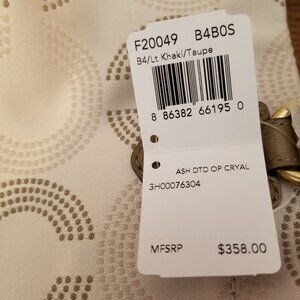 F20049 B4B0S
B4/Lt Khaki/Taupe
8 86382 66195 0
ASH DTD OP CRYAL
3H00076304
MFSRP $358.00